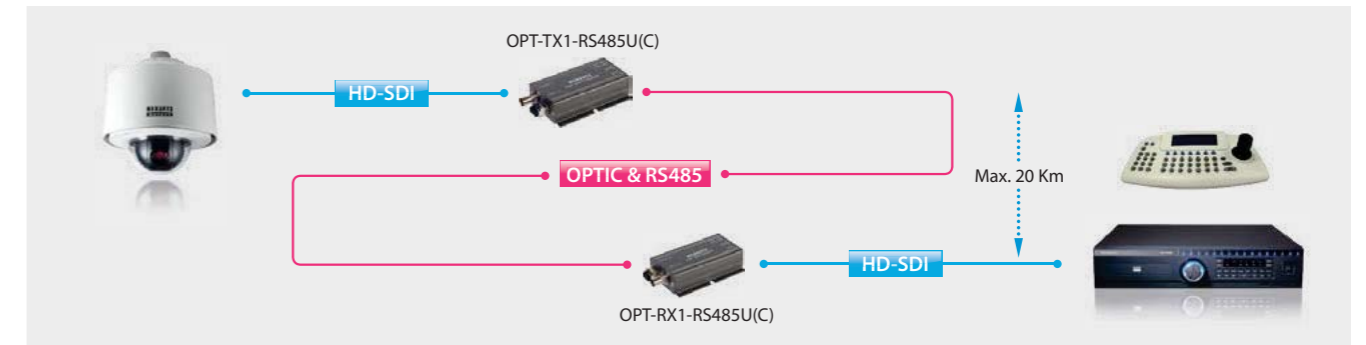 OPT-TX1-RS485U(C)
HD-SDI
OPTIC & RS485
Max. 20 Km
HD-SDI
OPT-RX1-RS485U(C)